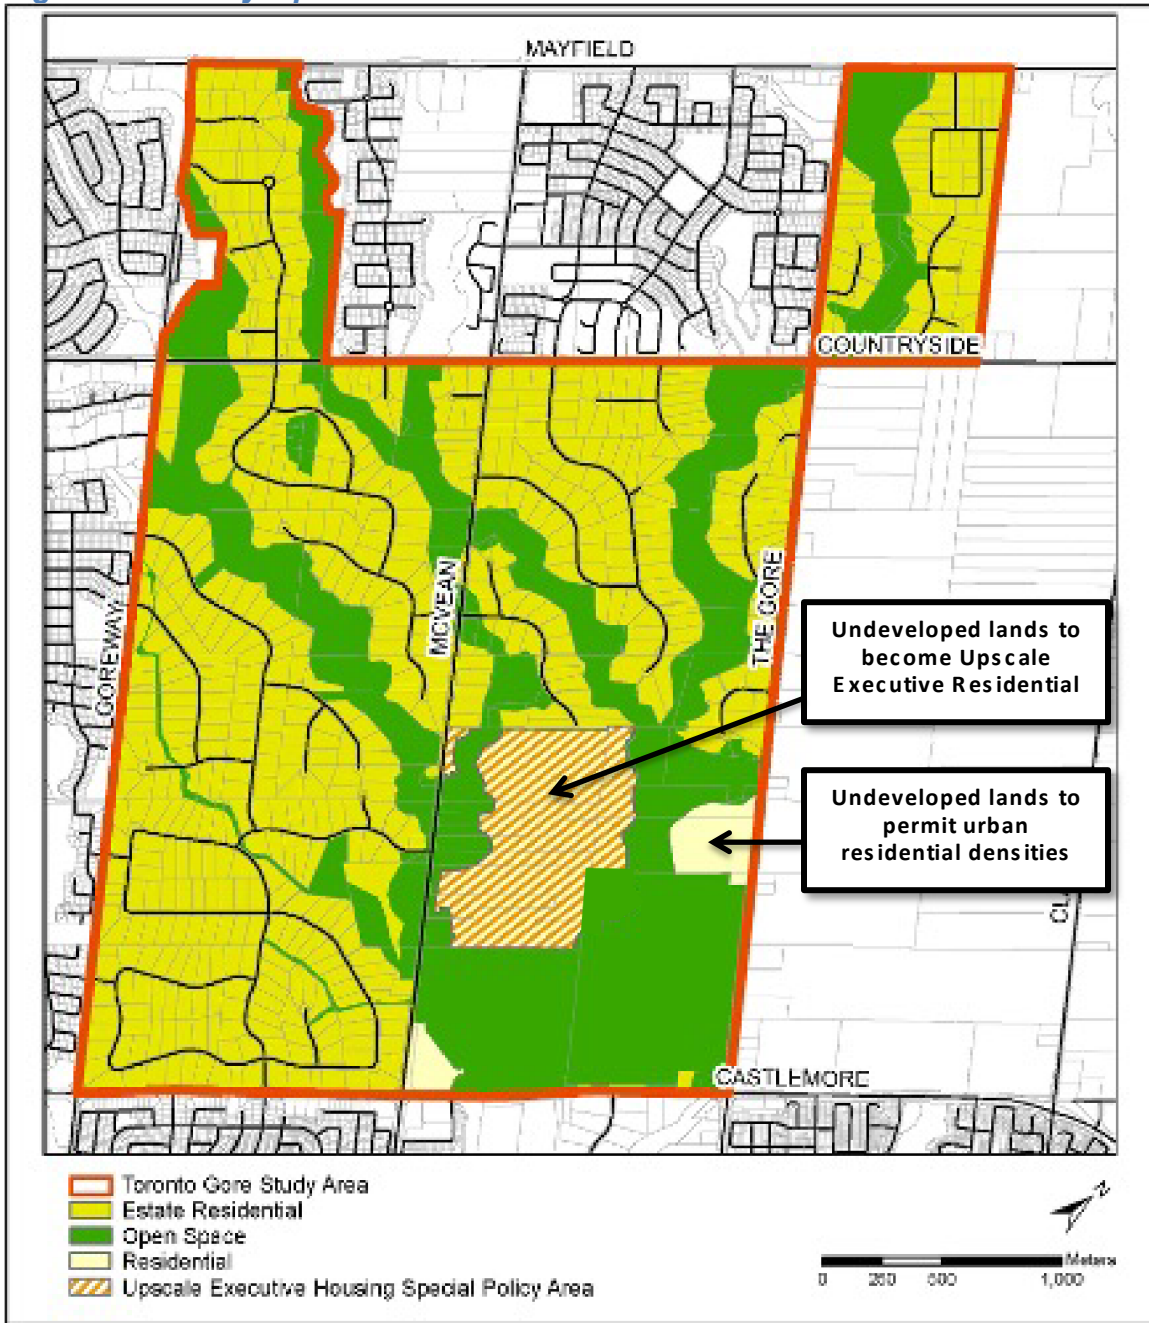 MAYFIELD
COUNTRYSIDE
GOREWAY
MCVEAN
THE GORE
Undeveloped lands to
become Upscale
Executive Residential
Undeveloped lands to
permit urban
residential densities
CASTLEMORE
Toronto Gore Study Area
Estate Residential
Open Space
Residential
Upscale Executive Housing Special Policy Area
N
Meters
0 250 500 1,000